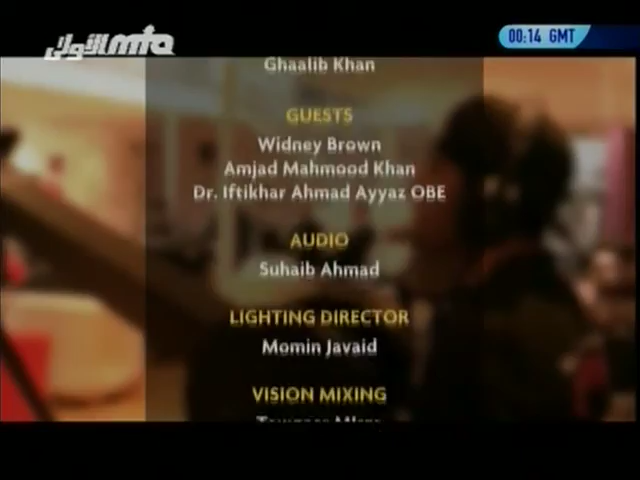 mta الأولى
00:14 GMT
Ghaalib Khan
GUESTS
Widney Brown
Amjad Mahmood Khan
Dr. Iftikhar Ahmad Ayyaz OBE
AUDIO
Suhaib Ahmad
LIGHTING DIRECTOR
Momin Javaid
VISION MIXING